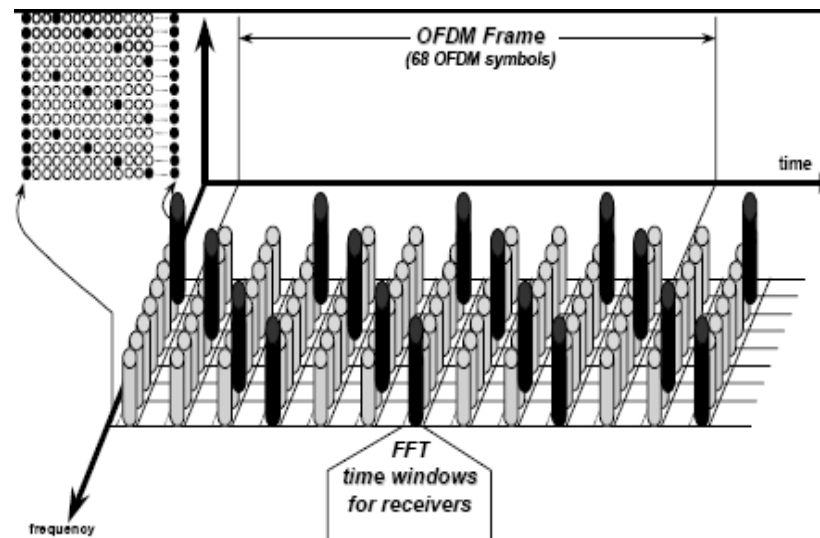 OFDM Frame
(68 OFDM symbols)
time
FFT
time windows
for receivers
frequency